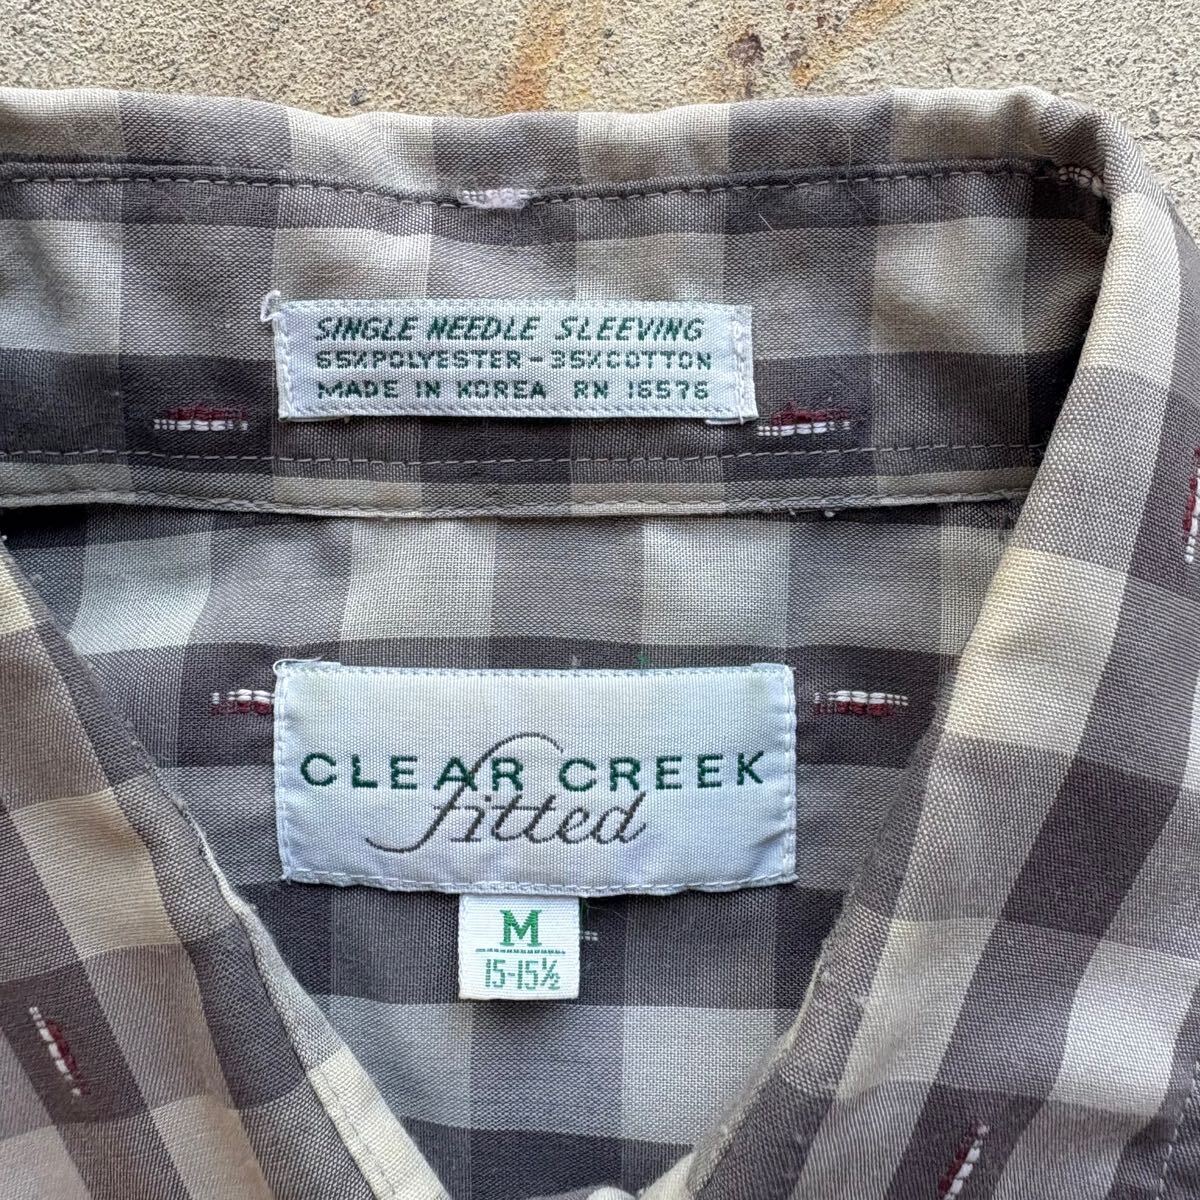 SINGLE NEEDLE SLEEVING
65%POLYESTER-35%COTTON
MADE IN KOREA RN 16576
CLEAR CREEK
fitted
M
15-15½